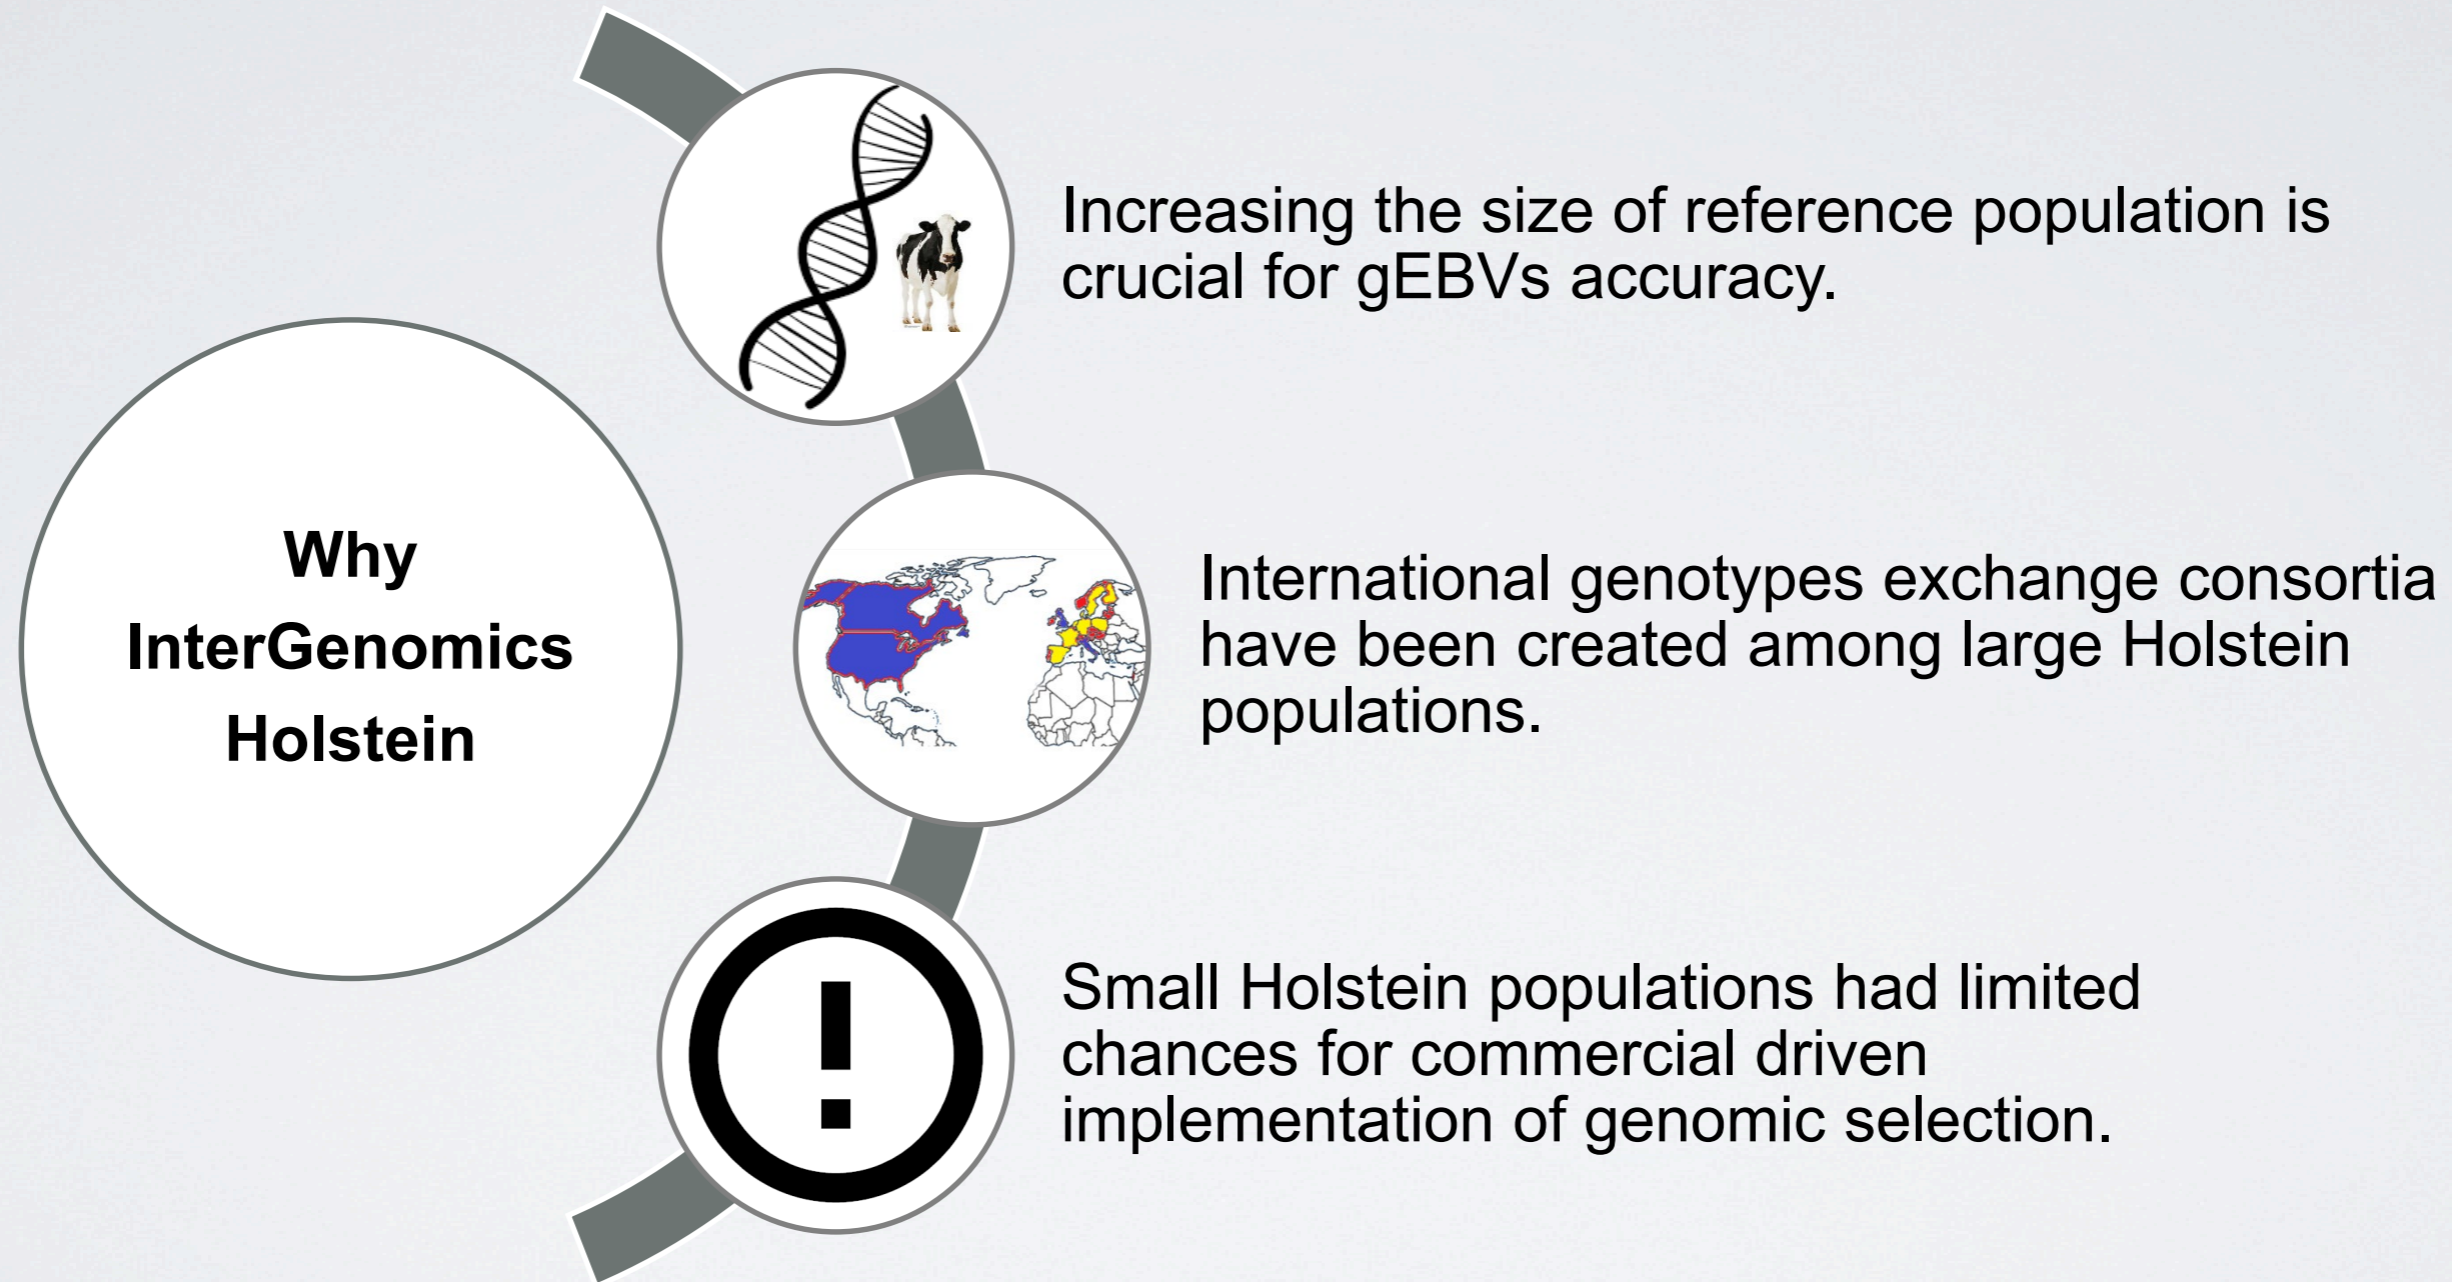 Why
InterGenomics
Holstein
Increasing the size of reference population is
crucial for gEBVs accuracy.
International genotypes exchange consortia
have been created among large Holstein
populations.
!
Small Holstein populations had limited
chances for commercial driven
implementation of genomic selection.